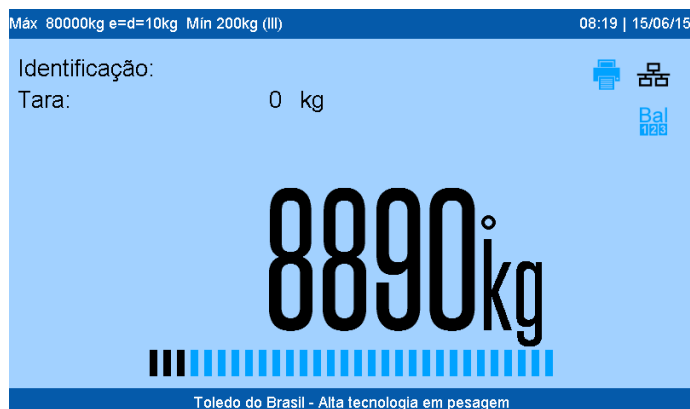 Máx 80000kg e=d=10kg Mín 200kg (III) 08:19 | 15/06/15
Identificação:
Tara: 0 kg
Bal
123
8890kg
Toledo do Brasil - Alta tecnologia em pesagem